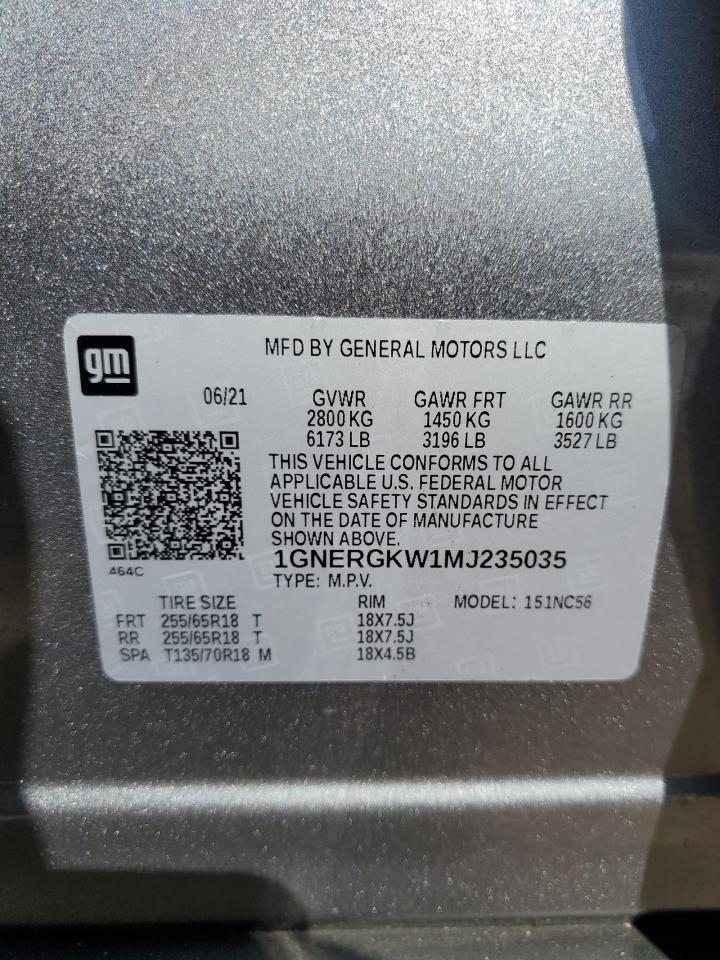 gm
MFD BY GENERAL MOTORS LLC
06/21 GVWR GAWR FRT GAWR RR
2800 KG 1450 KG 1600 KG
6173 LB 3196 LB 3527 LB
THIS VEHICLE CONFORMS TO ALL
APPLICABLE U.S. FEDERAL MOTOR
VEHICLE SAFETY STANDARDS IN EFFECT
ON THE DATE OF MANUFACTURE
SHOWN ABOVE.
464C
1GNERGKW1MJ235035
TYPE: M.P.V.
TIRE SIZE RIM MODEL: 151NC56
FRT 255/65R18 T 18X7.5J
RR 255/65R18 T 18X7.5J
SPA T135/70R18 M 18X4.5B